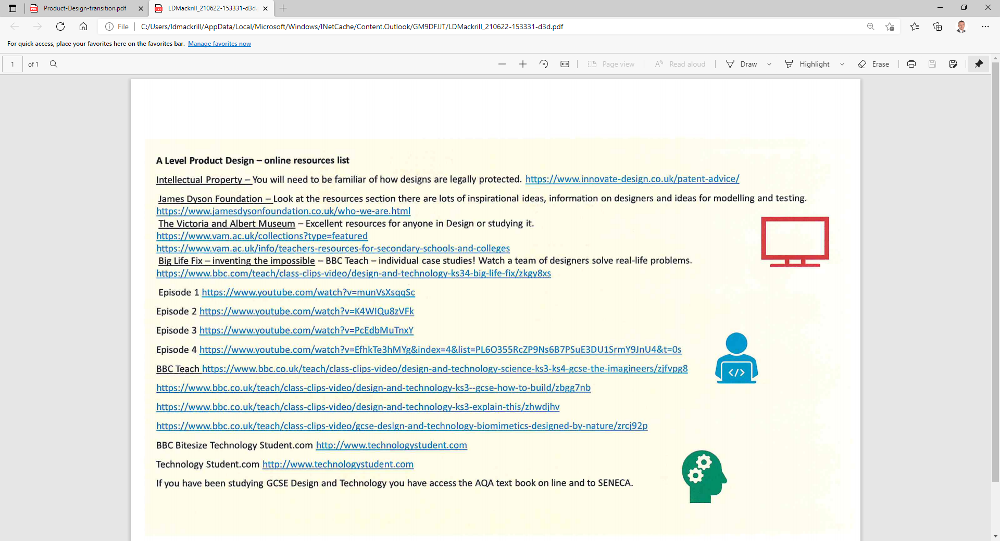 Product-Design-transition.pdf
LDMackrill_210622-153331-d3d.
File
C:/Users/ldmackrill/AppData/Local/Microsoft/Windows/INetCache/Content.Outlook/GM9DFJJT/LDMackrill_210622-153331-d3d.pdf
For quick access, place your favorites here on the favorites bar. Manage favorites now
1 of 1 Page view Read aloud Draw Highlight Erase
A Level Product Design – online resources list
Intellectual Property – You will need to be familiar of how designs are legally protected. https://www.innovate-design.co.uk/patent-advice/
James Dyson Foundation – Look at the resources section there are lots of inspirational ideas, information on designers and ideas for modelling and testing.
https://www.jamesdysonfoundation.co.uk/who-we-are.html
The Victoria and Albert Museum – Excellent resources for anyone in Design or studying it.
https://www.vam.ac.uk/collections?type=featured
https://www.vam.ac.uk/info/teachers-resources-for-secondary-schools-and-colleges
Big Life Fix – inventing the impossible – BBC Teach – individual case studies! Watch a team of designers solve real-life problems.
https://www.bbc.com/teach/class-clips-video/design-and-technology-ks34-big-life-fix/zkgy8xs
Episode 1 https://www.youtube.com/watch?v=munVsXsqqSc
Episode 2 https://www.youtube.com/watch?v=K4WIQu8zVFk
Episode 3 https://www.youtube.com/watch?v=PcEdbMuTnxY
Episode 4 https://www.youtube.com/watch?v=EfhkTe3hMYg&index=4&list=PL6O355RcZP9Ns6B7PSuE3DU1SrmY9JnU4&t=0s
BBC Teach https://www.bbc.co.uk/teach/class-clips-video/design-and-technology-science-ks3-ks4-gcse-the-imagineers/zjfvpg8
https://www.bbc.co.uk/teach/class-clips-video/design-and-technology-ks3--gcse-how-to-build/zbgg7nb
https://www.bbc.co.uk/teach/class-clips-video/design-and-technology-ks3-explain-this/zhwdjhv
https://www.bbc.co.uk/teach/class-clips-video/gcse-design-and-technology-biomimetics-designed-by-nature/zrcj92p
BBC Bitesize Technology Student.com http://www.technologystudent.com
Technology Student.com http://www.technologystudent.com
If you have been studying GCSE Design and Technology you have access the AQA text book on line and to SENECA.